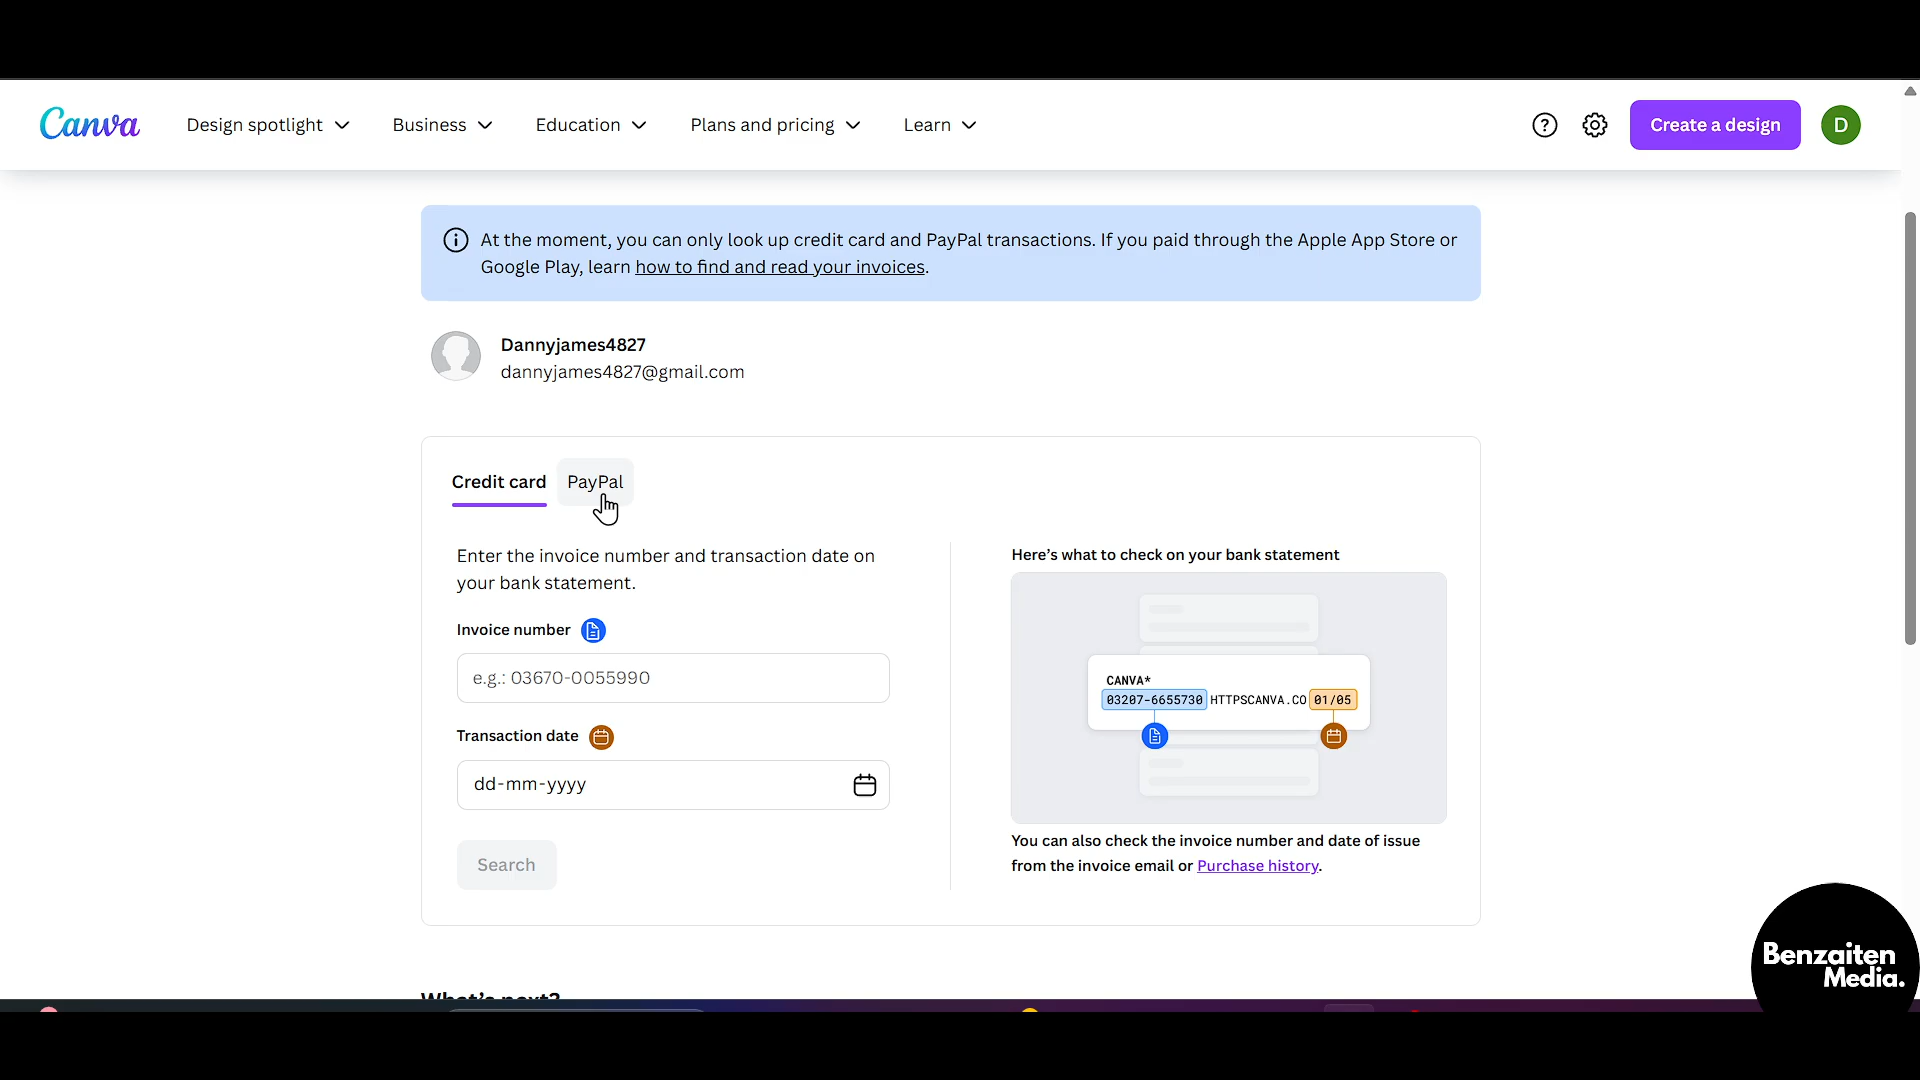 Canva
Design spotlight
Business
Education
Plans and pricing
Learn
Create a design
D
At the moment, you can only look up credit card and PayPal transactions. If you paid through the Apple App Store or
Google Play, learn how to find and read your invoices.
Dannyjames4827
dannyjames4827@gmail.com
Credit card
PayPal
Enter the invoice number and transaction date on
your bank statement.
Invoice number
e.g.: 03670-0055990
Transaction date
dd-mm-yyyy
Search
Here's what to check on your bank statement
CANVA*
03207-6655730 HTTPSCANVA.CO 01/05
You can also check the invoice number and date of issue
from the invoice email or Purchase history.
What's next?
Benzaiten
Media.